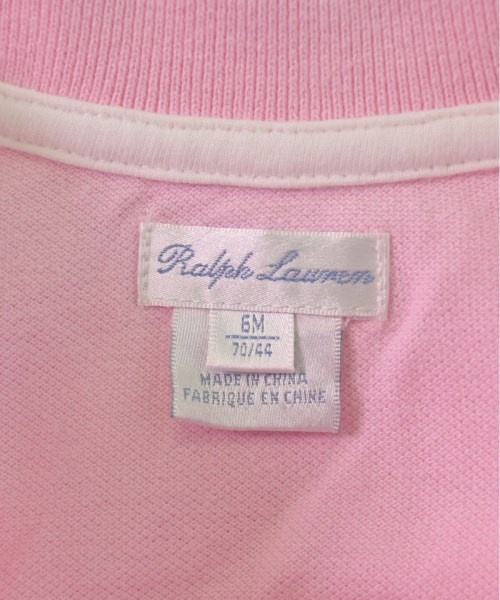 Ralph Lauren
6M
70/44
MADE IN CHINA
FABRIQUE EN CHINE